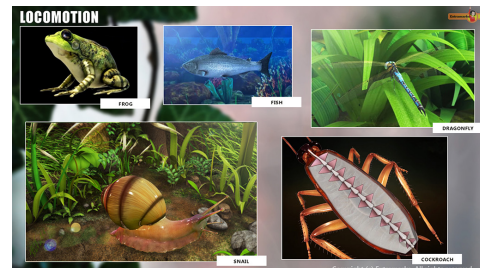 LOCOMOTION
FROG
FISH
DRAGONFLY
SNAIL
COCKROACH